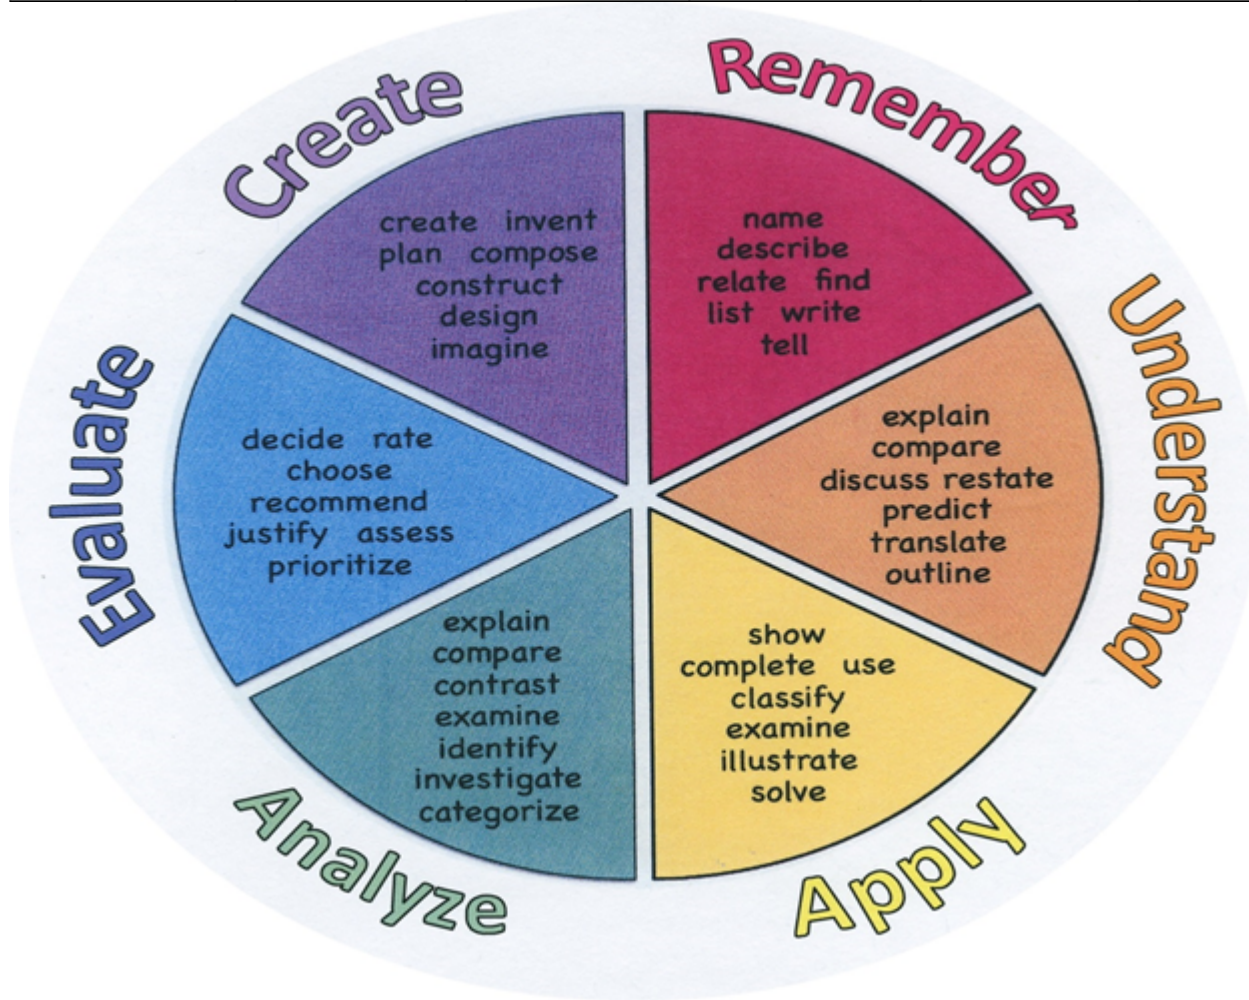 Remember
name
describe
relate find
list write
tell
Understand
explain
compare
discuss restate
predict
translate
outline
Apply
show
complete use
classify
examine
illustrate
solve
Analyze
explain
compare
contrast
examine
identify
investigate
categorize
Evaluate
decide rate
choose
recommend
justify assess
prioritize
Create
create invent
plan compose
construct
design
imagine